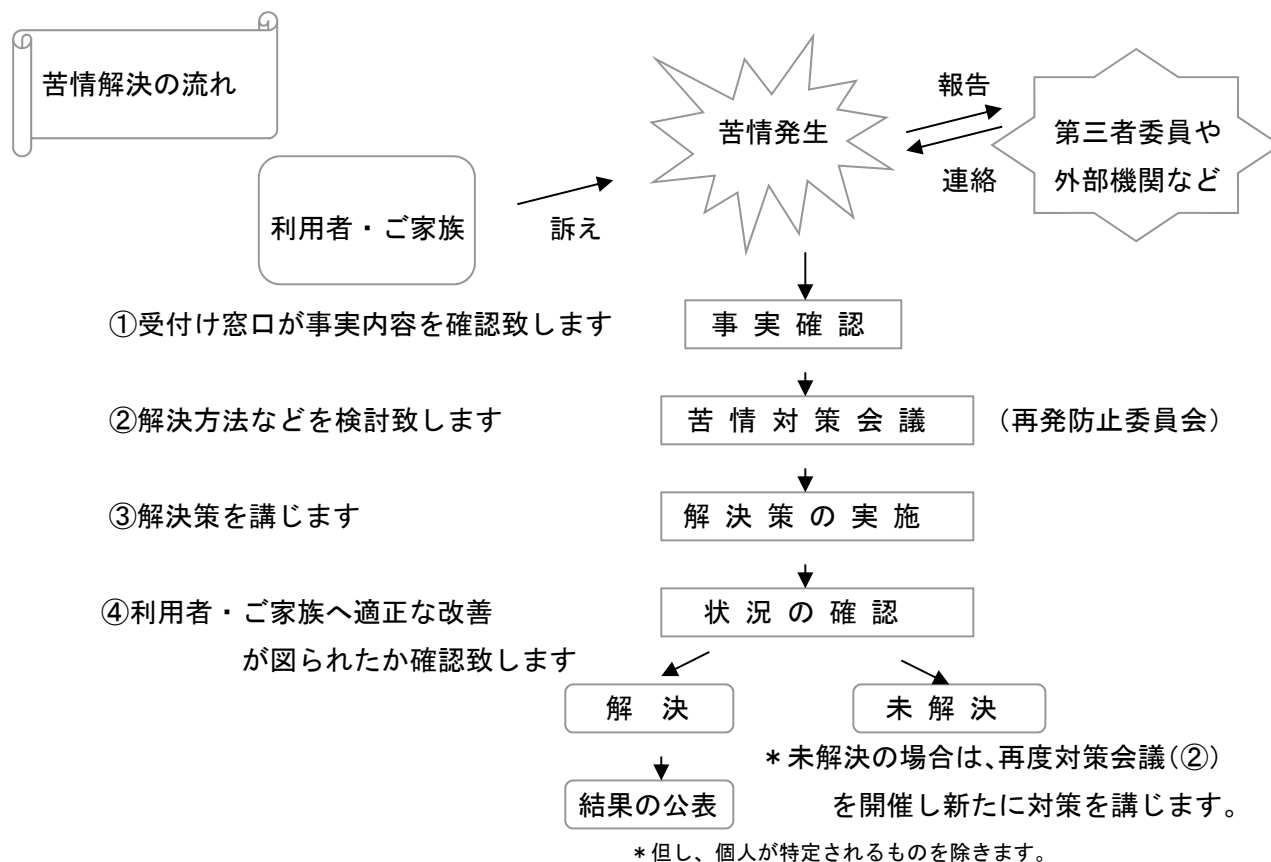 苦情解決の流れ
苦情発生
報告
連絡
第三者委員や
外部機関など
利用者・ご家族
訴え
①受付け窓口が事実内容を確認致します
事実確認
②解決方法などを検討致します
苦情対策会議
（再発防止委員会）
③解決策を講じます
解決策の実施
④利用者・ご家族へ適正な改善
が図られたか確認致します
状況の確認
解決
未解決
＊未解決の場合は、再度対策会議(②)
を開催し新たに対策を講じます。
結果の公表
＊但し、個人が特定されるものを除きます。